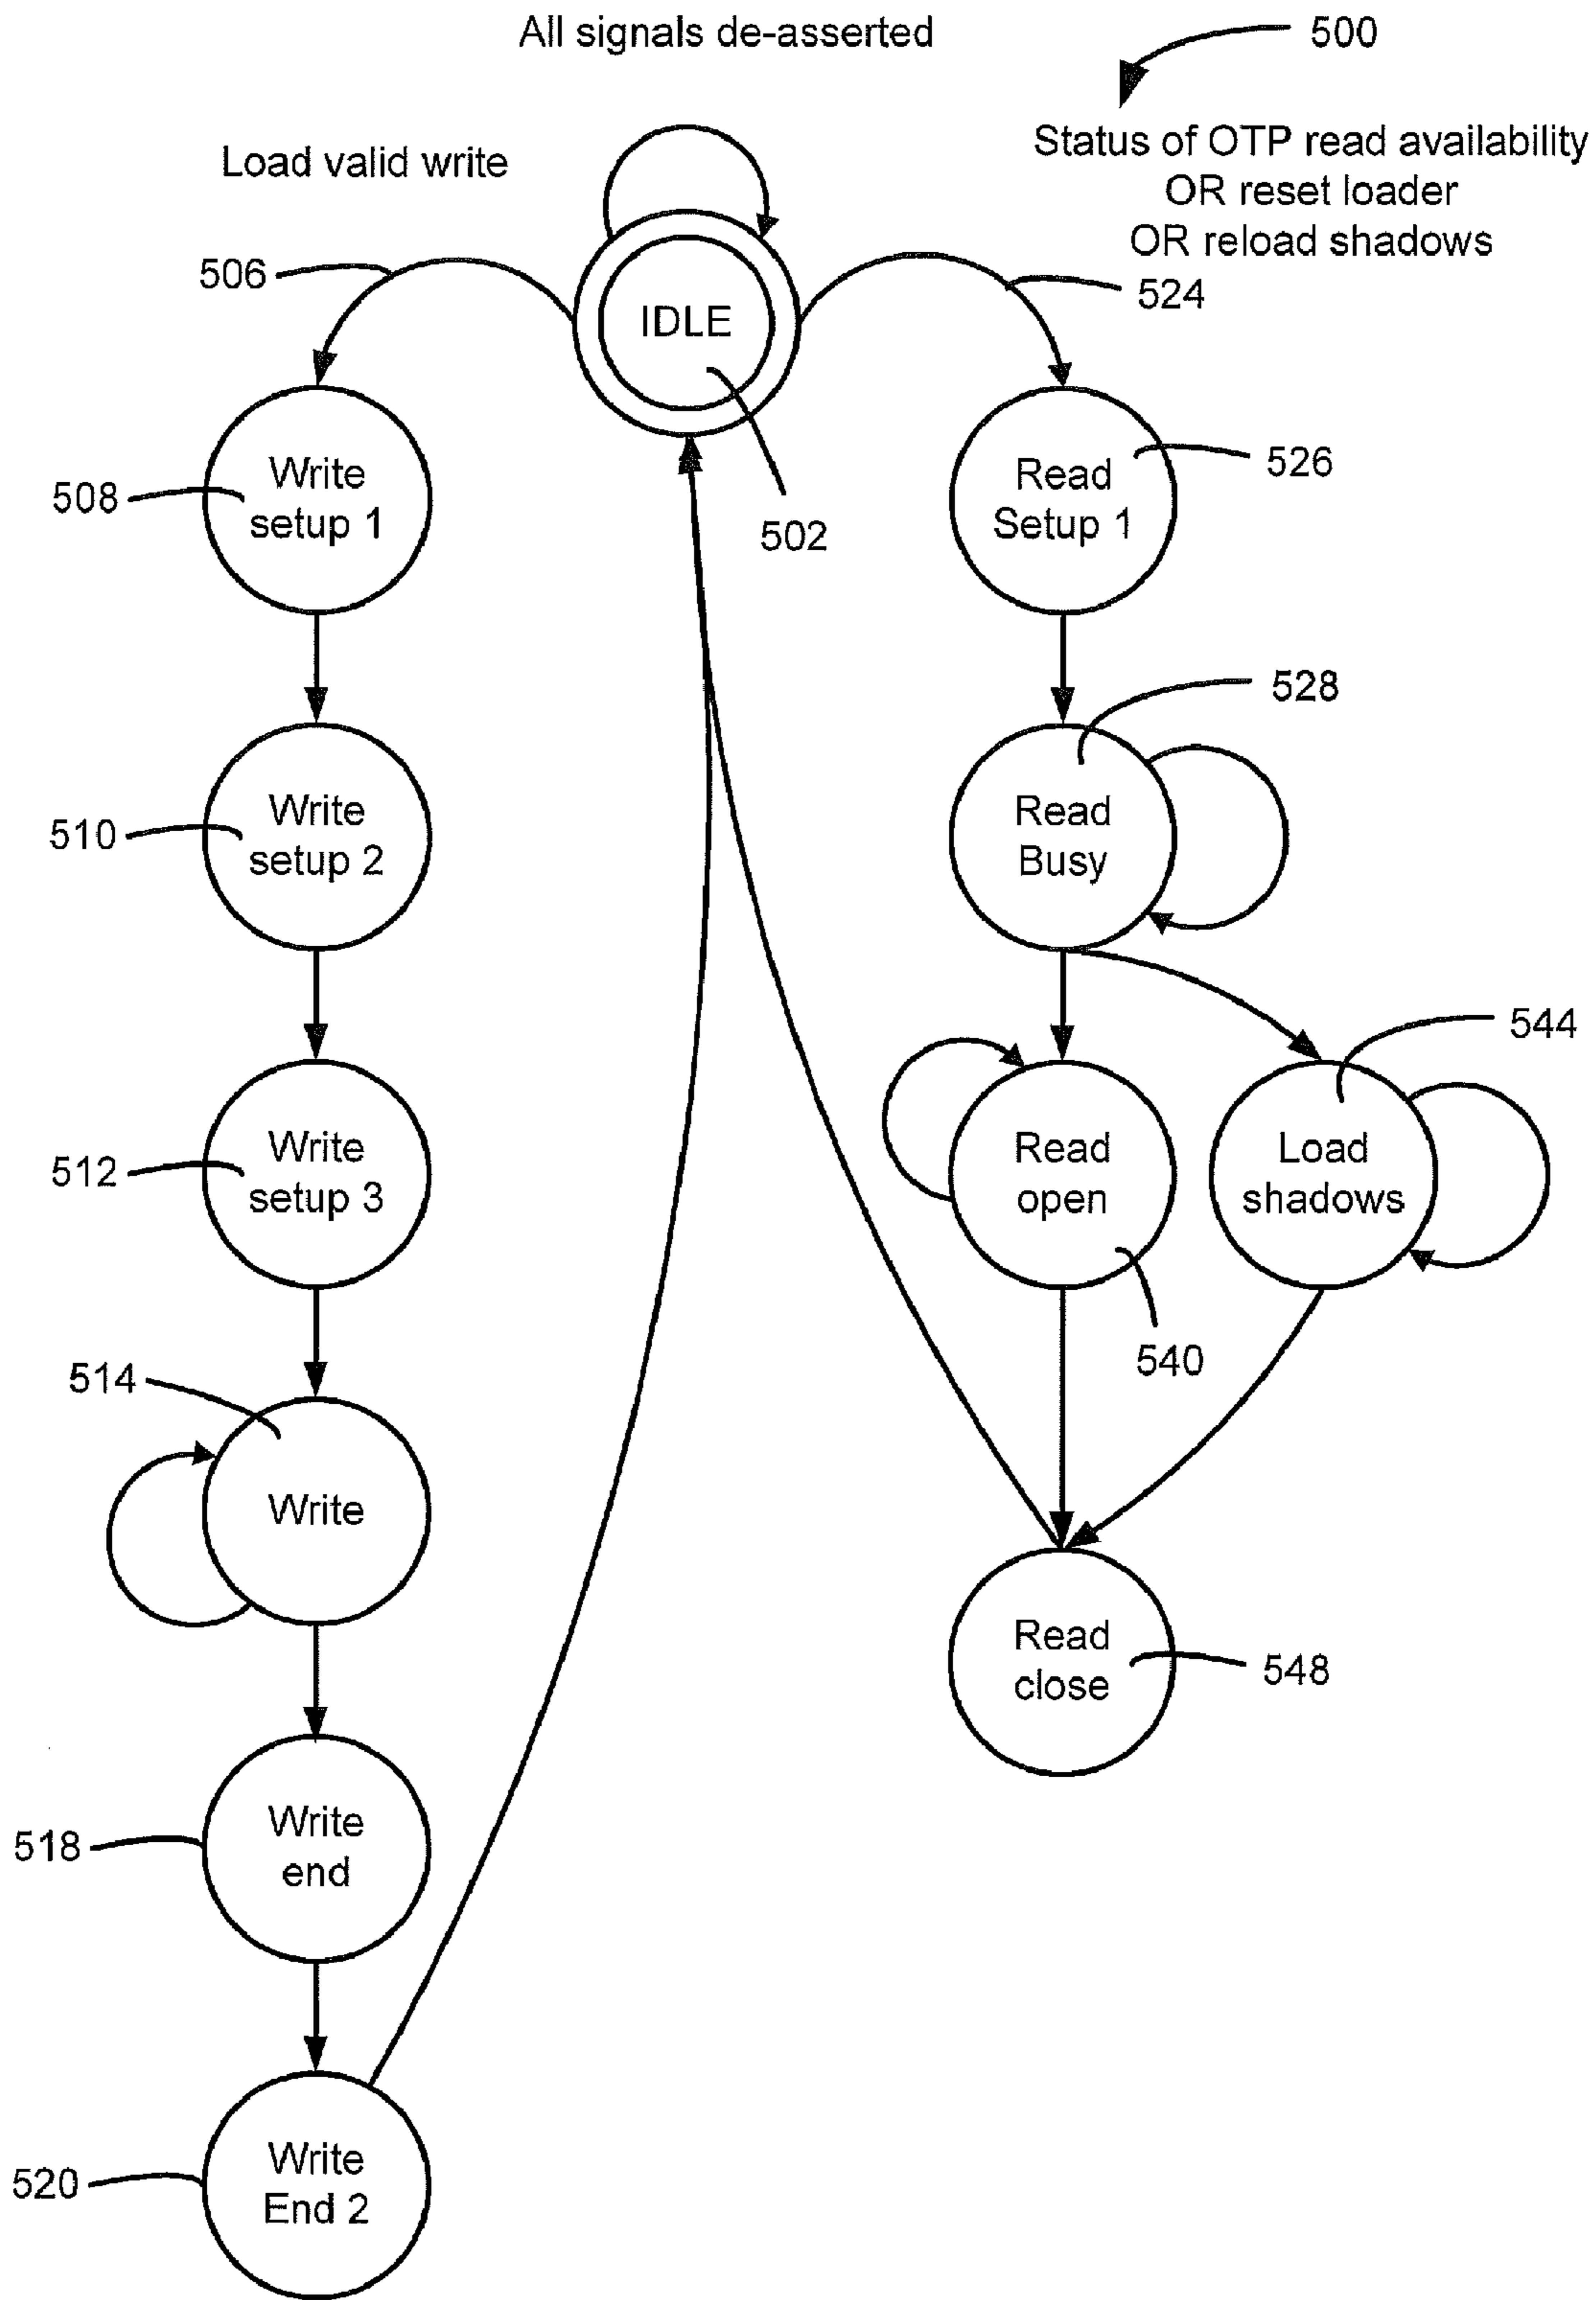 All signals de-asserted
500
Status of OTP read availability
OR reset loader
OR reload shadows
Load valid write
506
524
IDLE
502
Write
setup 1
508
Read
Setup 1
526
528
Write
setup 2
510
Read
Busy
544
Write
setup 3
512
Read
open
Load
shadows
540
514
Write
Read
close
548
Write
end
518
Write
End 2
520